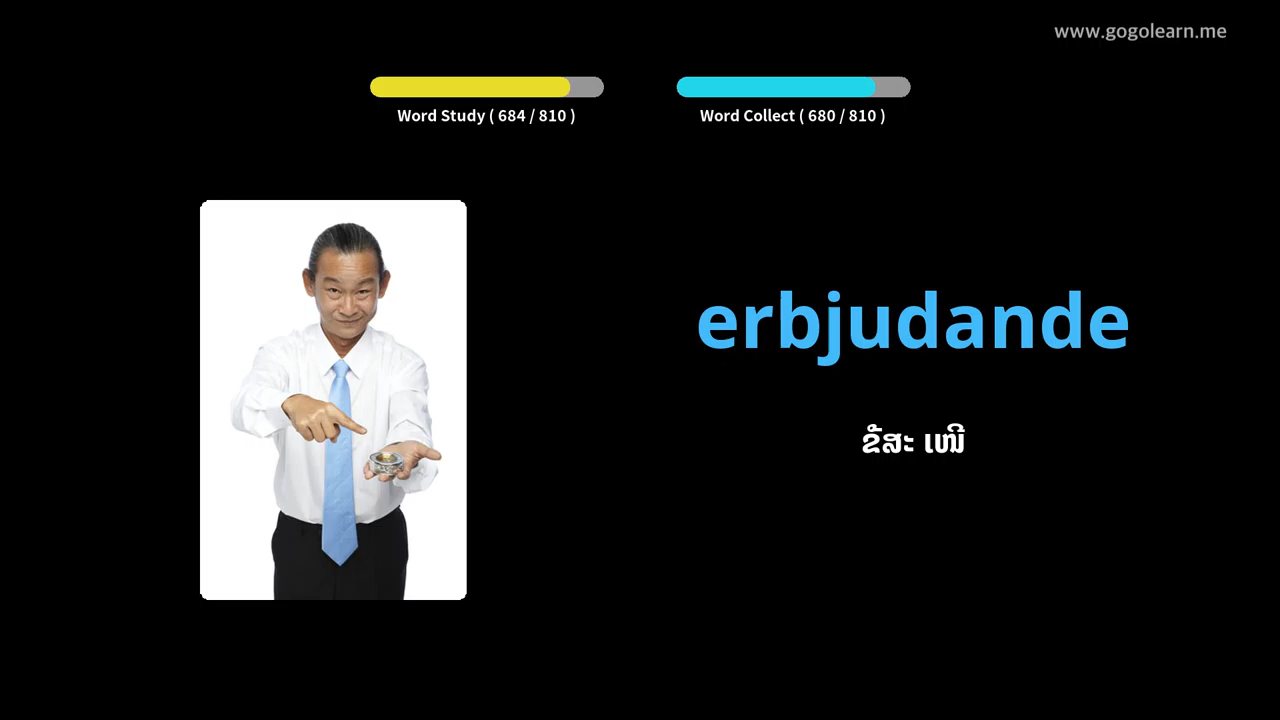 www.gogolearn.me
Word Study ( 684 / 810 )
Word Collect ( 680 / 810 )
erbjudande
ຂໍ້ສະ ເໜີ